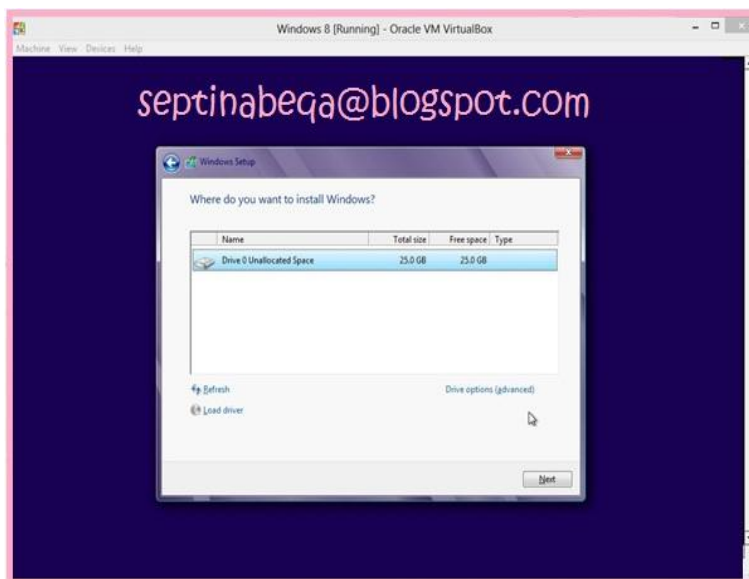 Windows 8 [Running] - Oracle VM VirtualBox
Machine View Devices Help
septinabeqa@blogspot.com
Windows Setup
Where do you want to install Windows?
Name Total size Free space Type
Drive 0 Unallocated Space 25.0 GB 25.0 GB
Refresh Drive options (advanced)
Load driver
Next